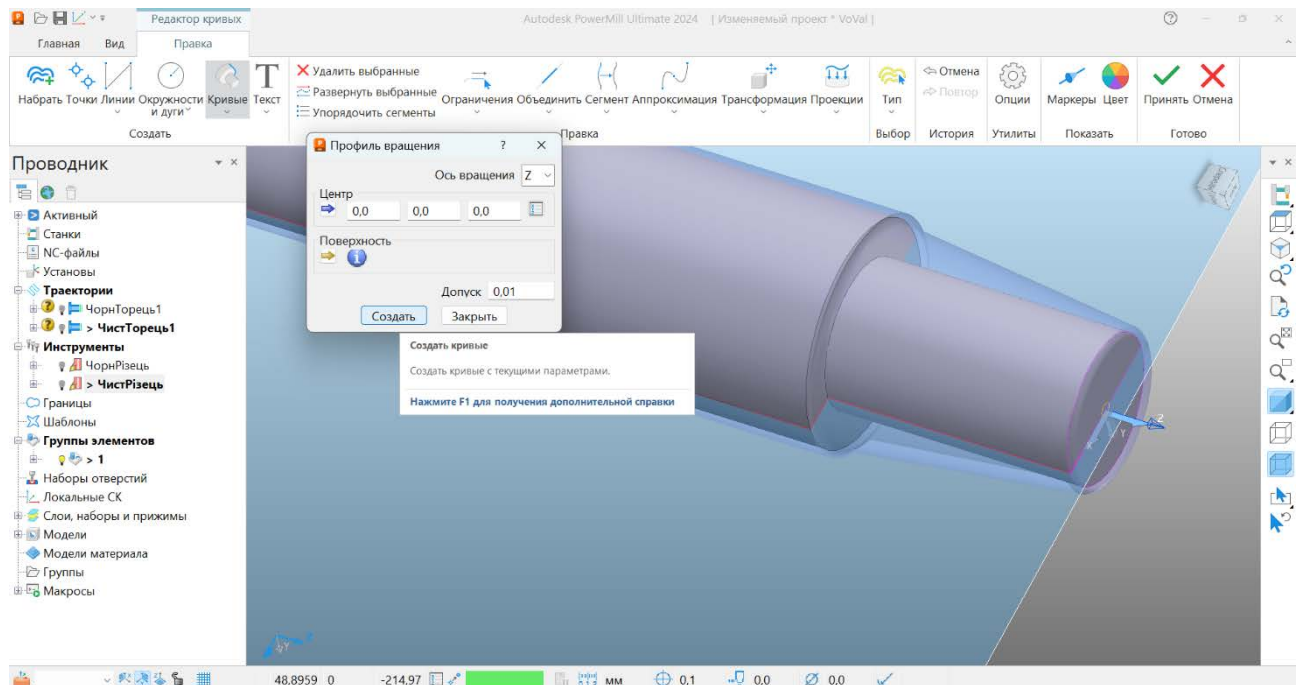 Редактор кривых
Autodesk PowerMill Ultimate 2024 | Изменяемый проект * VoVal |
Главная Вид Правка
Набрать Точки Линии Окружности и дуги Кривые Текст
Удалить выбранные
Развернуть выбранные
Упорядочить сегменты
Ограничения Объединить Сегмент Аппроксимация Трансформация Проекции
Тип
Отмена
Повтор
Опции
Маркеры Цвет
Принять Отмена
Создать Правка Выбор История Утилиты Показать Готово
Профиль вращения ? X
Ось вращения Z
Центр
0,0 0,0 0,0
Поверхность
Допуск 0,01
Создать Закрыть
Создать кривые
Создать кривые с текущими параметрами.
Нажмите F1 для получения дополнительной справки
Проводник
Активный
Станки
NC-файлы
Установы
Траектории
ЧорнТорець1
> ЧистТорець1
Инструменты
ЧорнРізець
> ЧистРізець
Границы
Шаблоны
Группы элементов
> 1
Наборы отверстий
Локальные СК
Слои, наборы и прижимы
Модели
Модели материала
Группы
Макросы
Z
Y
48,8959 0 -214,97 мм 0,1 0,0 0,0